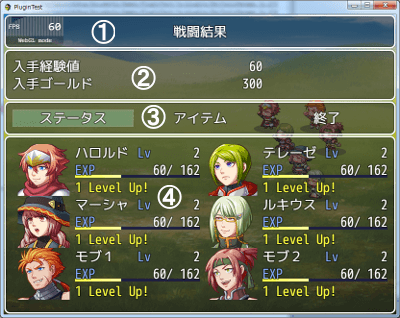 PluginTest
FPS 60
WebGL mode
① 戦闘結果
入手経験値 60
入手ゴールド 300
②
ステータス ③ アイテム 終了
ハロルド Lv 2 テレーゼ Lv 2
EXP 60/ 162 EXP 60/ 162
1 Level Up! 1 Level Up!
マーシャ Lv 2 ルキウス Lv 2
④
EXP 60/ 162 EXP 60/ 162
1 Level Up! 1 Level Up!
モブ１ Lv 2 モブ２ Lv 2
EXP 60/ 162 EXP 60/ 162
1 Level Up! 1 Level Up!